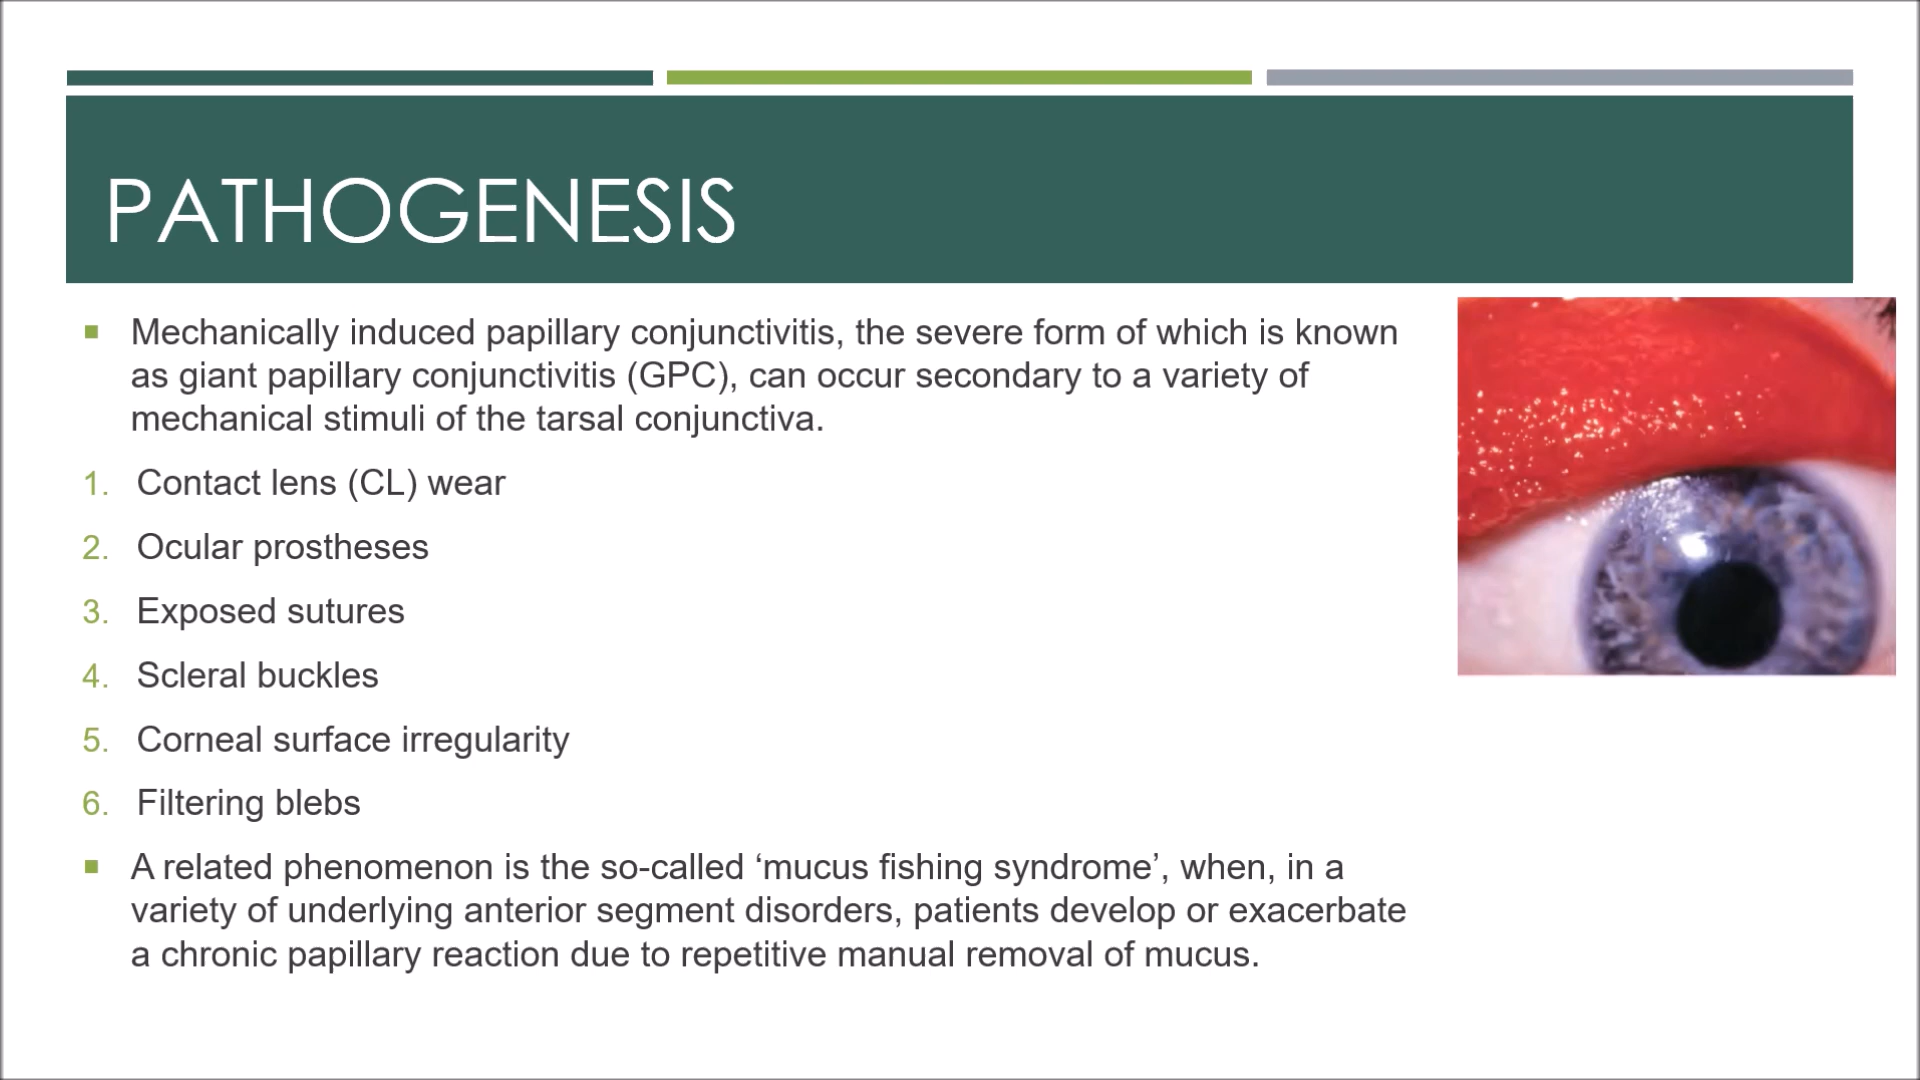 PATHOGENESIS
Mechanically induced papillary conjunctivitis, the severe form of which is known
as giant papillary conjunctivitis (GPC), can occur secondary to a variety of
mechanical stimuli of the tarsal conjunctiva.
1. Contact lens (CL) wear
2. Ocular prostheses
3. Exposed sutures
4. Scleral buckles
5. Corneal surface irregularity
6. Filtering blebs
A related phenomenon is the so-called ‘mucus fishing syndrome’, when, in a
variety of underlying anterior segment disorders, patients develop or exacerbate
a chronic papillary reaction due to repetitive manual removal of mucus.